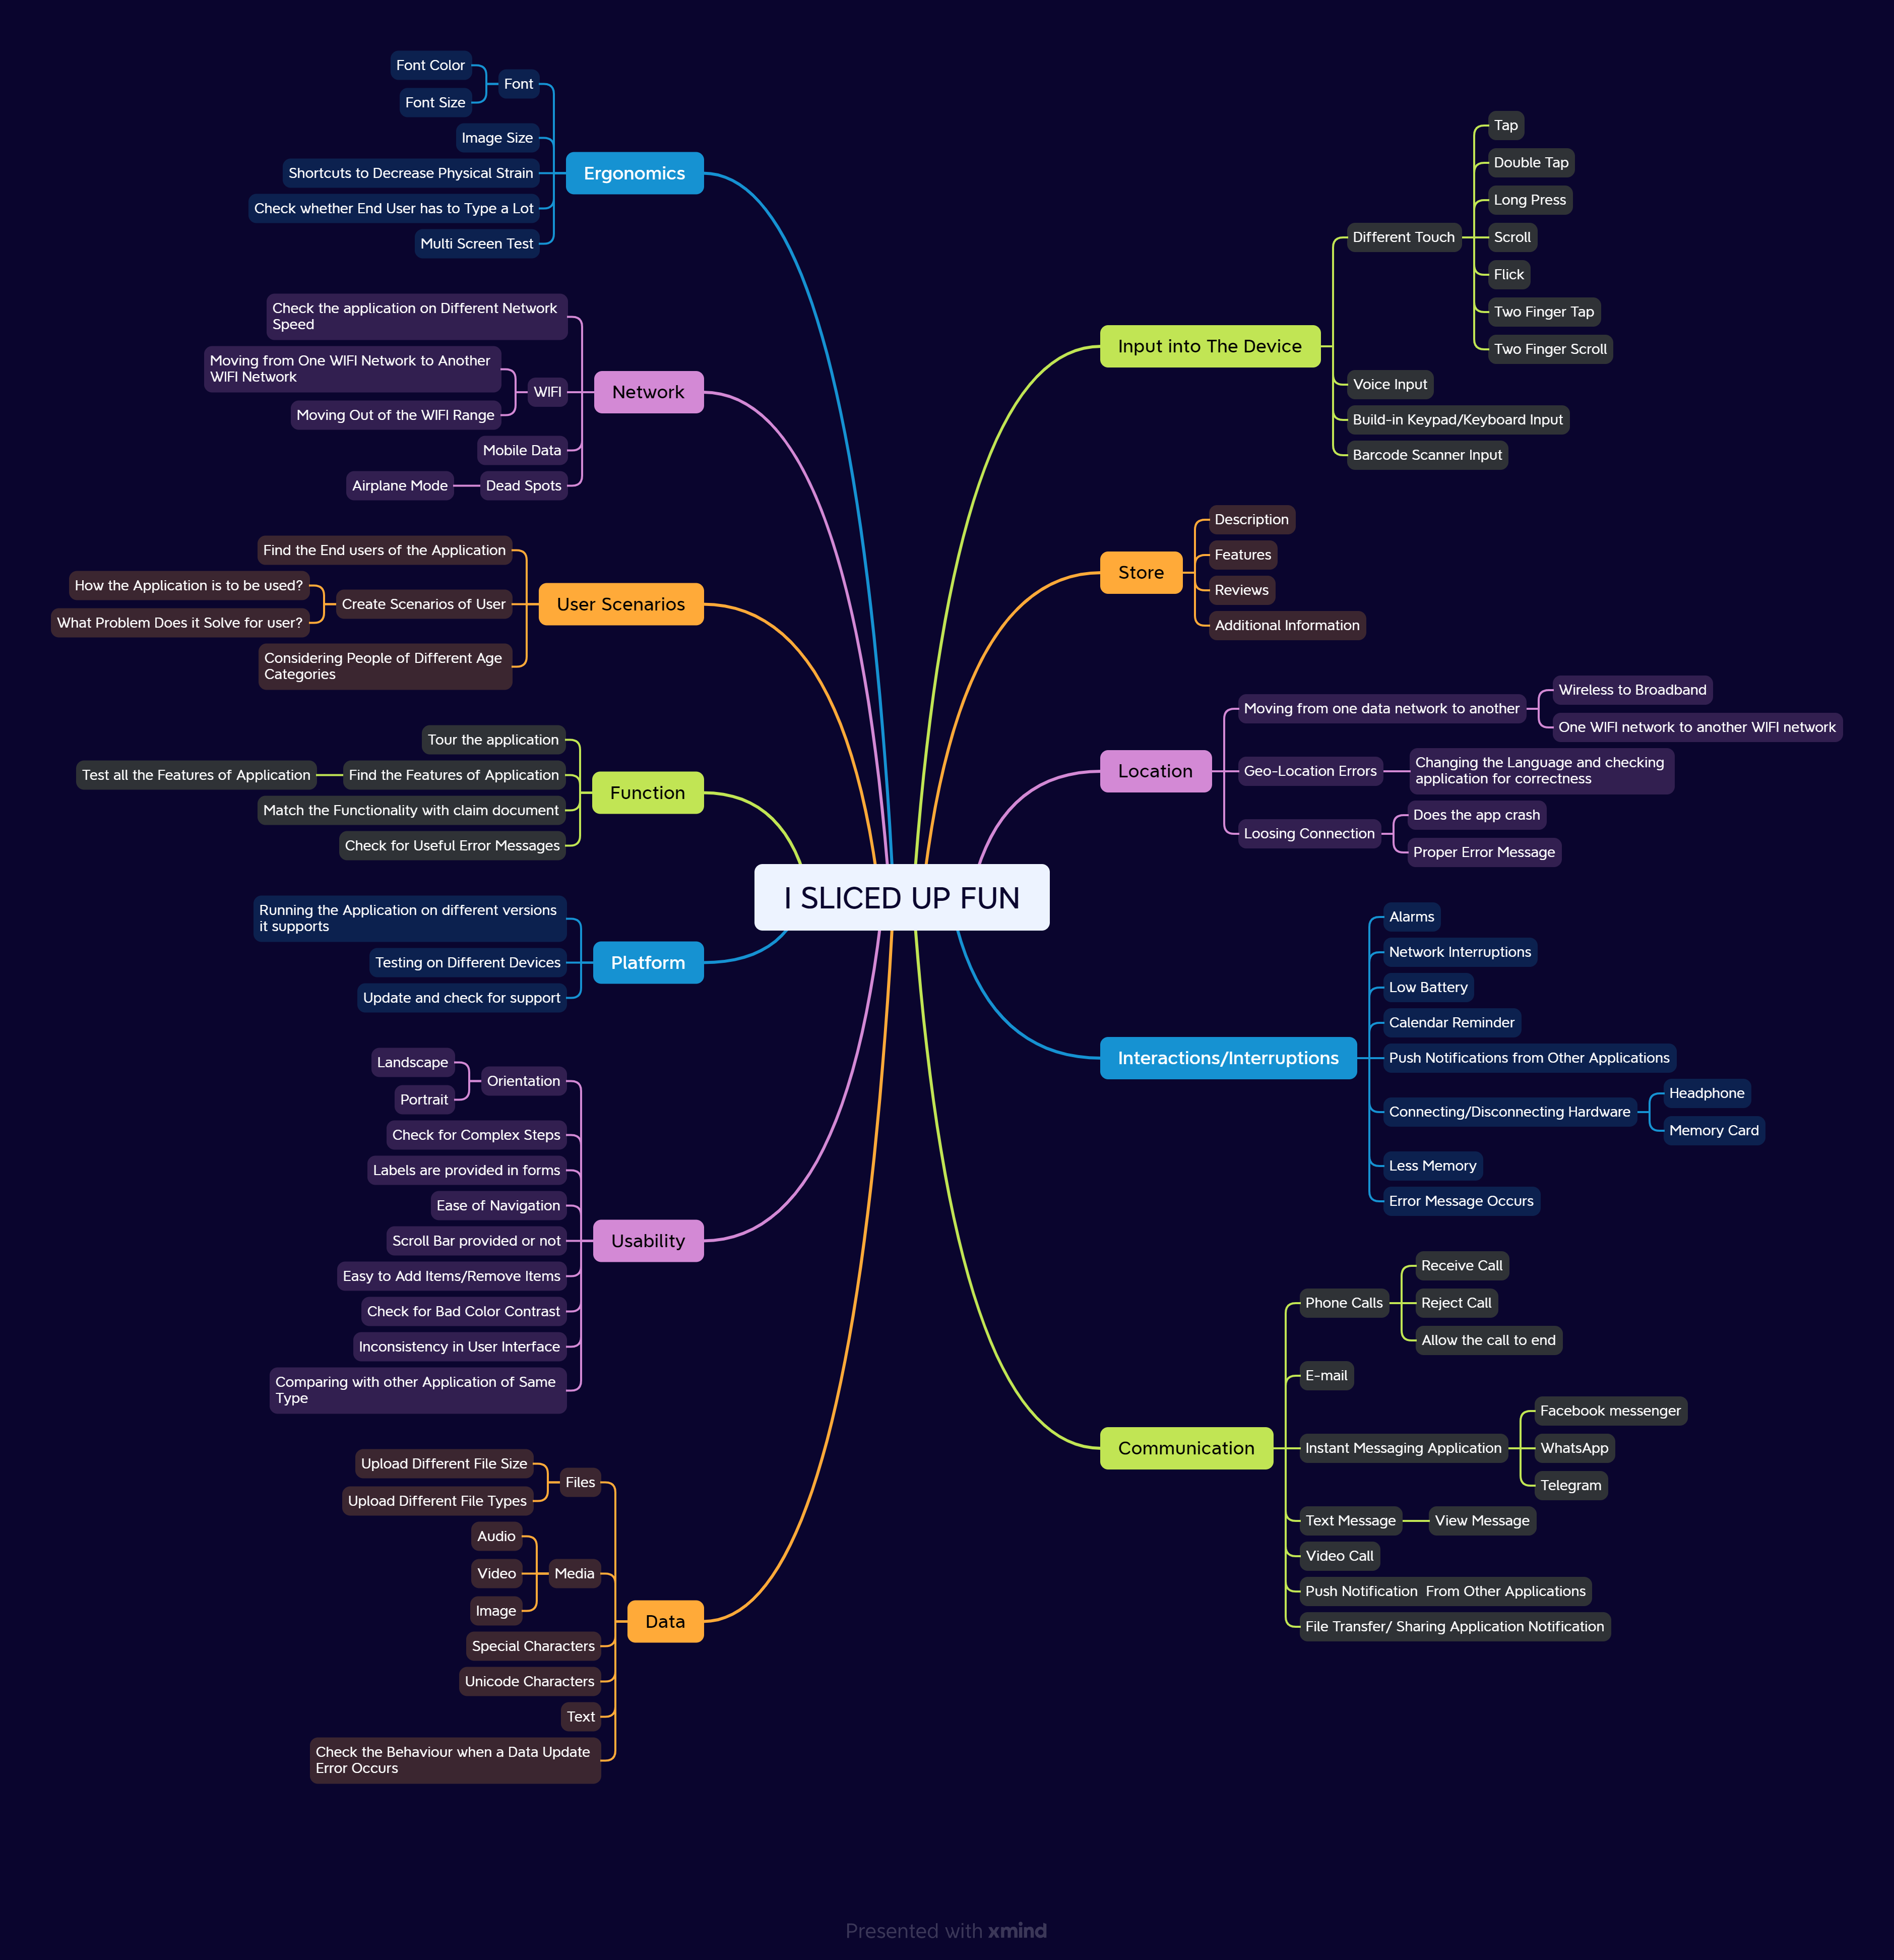 I SLICED UP FUN
Input into The Device
Different Touch
Tap
Double Tap
Long Press
Scroll
Flick
Two Finger Tap
Two Finger Scroll
Voice Input
Build-in Keypad/Keyboard Input
Barcode Scanner Input
Store
Description
Features
Reviews
Additional Information
Location
Moving from one data network to another
Wireless to Broadband
One WIFI network to another WIFI network
Geo-Location Errors
Changing the Language and checking
application for correctness
Loosing Connection
Does the app crash
Proper Error Message
Interactions/Interruptions
Alarms
Network Interruptions
Low Battery
Calendar Reminder
Push Notifications from Other Applications
Connecting/Disconnecting Hardware
Headphone
Memory Card
Less Memory
Error Message Occurs
Communication
Phone Calls
Receive Call
Reject Call
Allow the call to end
E-mail
Instant Messaging Application
Facebook messenger
WhatsApp
Telegram
Text Message
View Message
Video Call
Push Notification  From Other Applications
File Transfer/ Sharing Application Notification
Ergonomics
Font
Font Color
Font Size
Image Size
Shortcuts to Decrease Physical Strain
Check whether End User has to Type a Lot
Multi Screen Test
Network
Check the application on Different Network
Speed
WIFI
Moving from One WIFI Network to Another
WIFI Network
Moving Out of the WIFI Range
Mobile Data
Dead Spots
Airplane Mode
User Scenarios
Find the End users of the Application
Create Scenarios of User
How the Application is to be used?
What Problem Does it Solve for user?
Considering People of Different Age
Categories
Function
Tour the application
Find the Features of Application
Test all the Features of Application
Match the Functionality with claim document
Check for Useful Error Messages
Platform
Running the Application on different versions
it supports
Testing on Different Devices
Update and check for support
Usability
Orientation
Landscape
Portrait
Check for Complex Steps
Labels are provided in forms
Ease of Navigation
Scroll Bar provided or not
Easy to Add Items/Remove Items
Check for Bad Color Contrast
Inconsistency in User Interface
Comparing with other Application of Same
Type
Data
Files
Upload Different File Size
Upload Different File Types
Media
Audio
Video
Image
Special Characters
Unicode Characters
Text
Check the Behaviour when a Data Update
Error Occurs
Presented with xmind